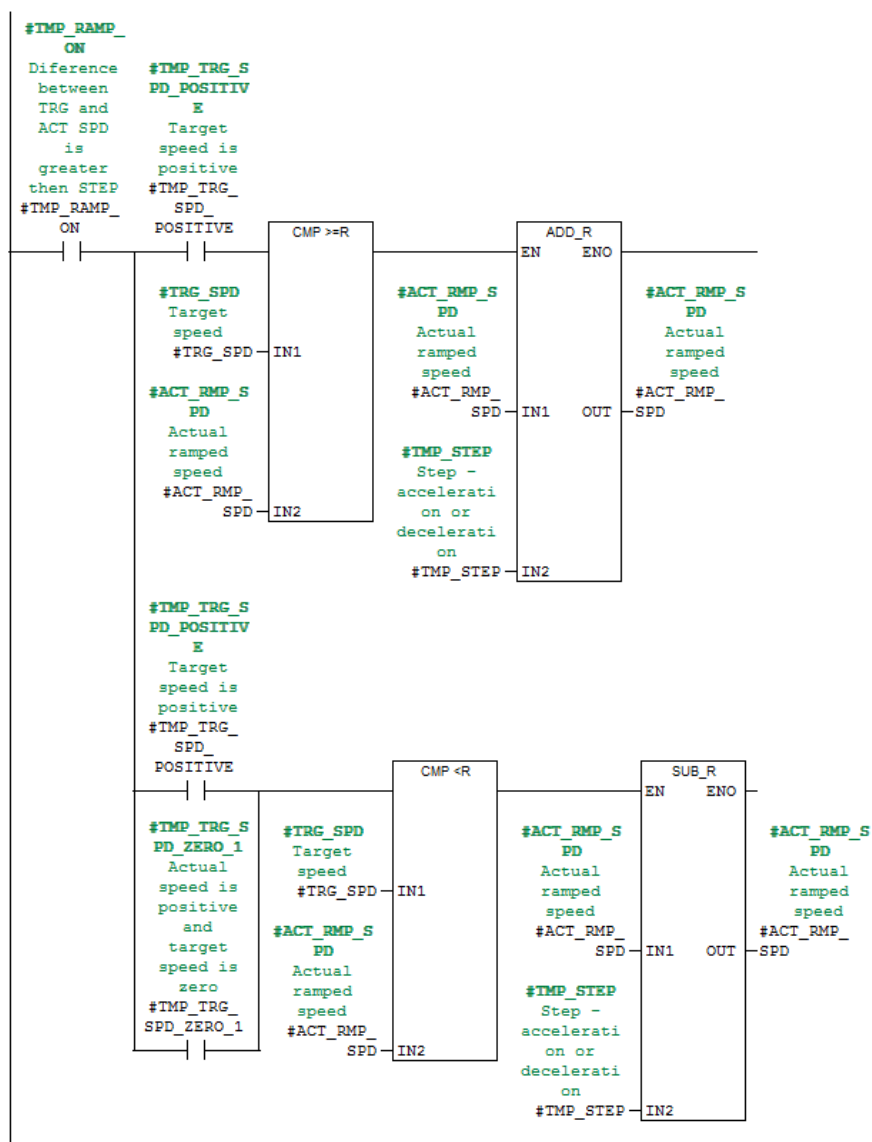 #TMP_RAMP_
ON
Diference
between
TRG and
ACT SPD
is
greater
then STEP
#TMP_RAMP_
ON
#TMP_TRG_S
PD_POSITIV
E
Target
speed is
positive
#TMP_TRG_
SPD_
POSITIVE
CMP >=R
#TRG_SPD
Target
speed
#TRG_SPD
IN1
#ACT_RMP_S
PD
Actual
ramped
speed
#ACT_RMP_
SPD
IN2
ADD_R
EN ENO
#ACT_RMP_S
PD
Actual
ramped
speed
#ACT_RMP_
SPD
IN1 OUT
#TMP_STEP
Step -
accelerati
on or
decelerati
on
#TMP_STEP
IN2
#ACT_RMP_S
PD
Actual
ramped
speed
#ACT_RMP_
SPD
#TMP_TRG_S
PD_POSITIV
E
Target
speed is
positive
#TMP_TRG_
SPD_
POSITIVE
#TMP_TRG_S
PD_ZERO_1
Actual
speed is
positive
and
target
speed is
zero
#TMP_TRG_
SPD_ZERO_1
CMP <R
#TRG_SPD
Target
speed
#TRG_SPD
IN1
#ACT_RMP_S
PD
Actual
ramped
speed
#ACT_RMP_
SPD
IN2
SUB_R
EN ENO
#ACT_RMP_S
PD
Actual
ramped
speed
#ACT_RMP_
SPD
IN1 OUT
#TMP_STEP
Step -
accelerati
on or
decelerati
on
#TMP_STEP
IN2
#ACT_RMP_S
PD
Actual
ramped
speed
#ACT_RMP_
SPD